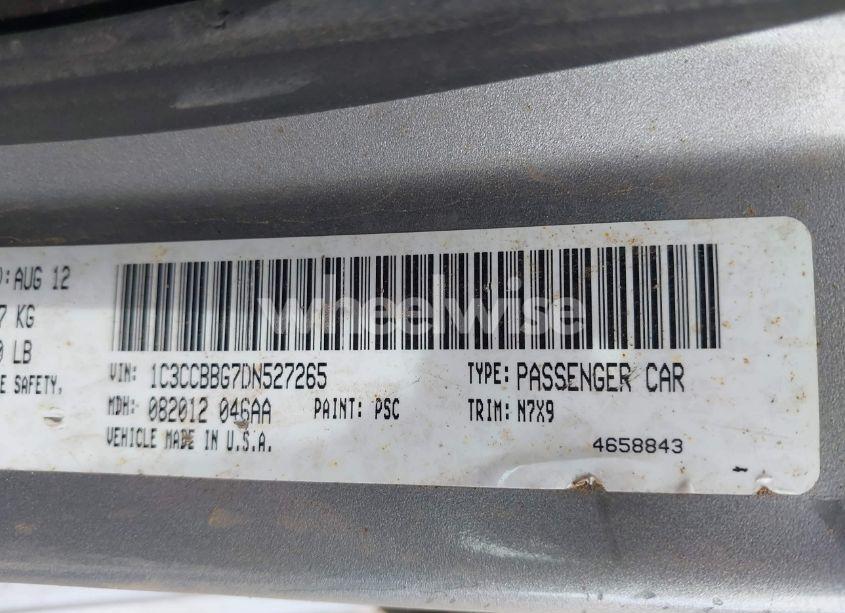 D: AUG 12
7 KG
0 LB
E SAFETY,
VIN: 1C3CCBBG7DN527265
TYPE: PASSENGER CAR
MDH: 082012 046AA
PAINT: PSC
TRIM: N7X9
VEHICLE MADE IN U.S.A.
4658843
wheelwise